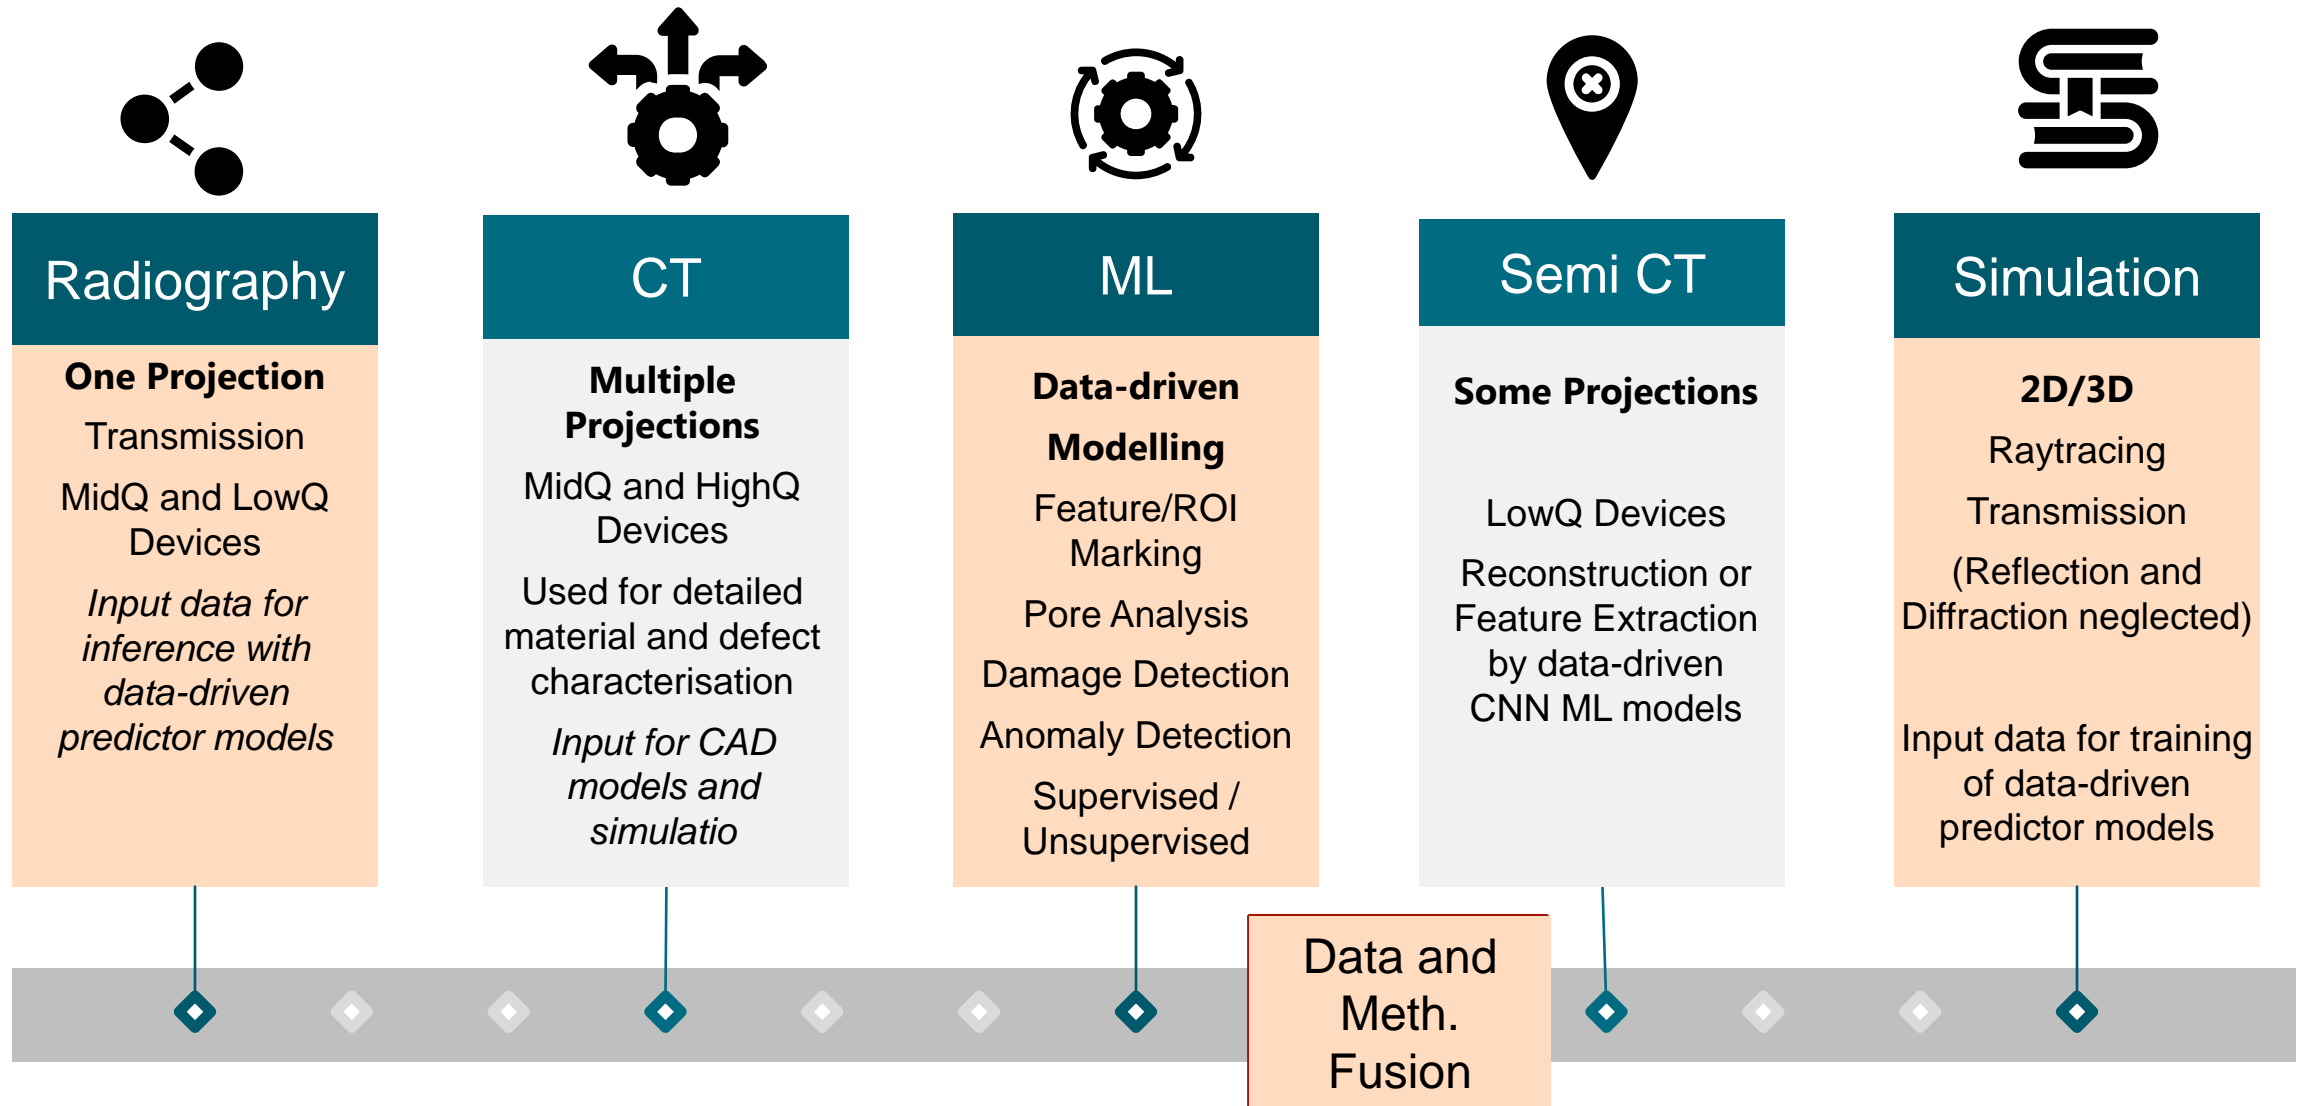 Radiography
One Projection
Transmission
MidQ and LowQ
Devices
Input data for
inference with
data-driven
predictor models
CT
Multiple
Projections
MidQ and HighQ
Devices
Used for detailed
material and defect
characterisation
Input for CAD
models and
simulatio
ML
Data-driven
Modelling
Feature/ROI
Marking
Pore Analysis
Damage Detection
Anomaly Detection
Supervised /
Unsupervised
Semi CT
Some Projections
LowQ Devices
Reconstruction or
Feature Extraction
by data-driven
CNN ML models
Simulation
2D/3D
Raytracing
Transmission
(Reflection and
Diffraction neglected)
Input data for training
of data-driven
predictor models
Data and
Meth.
Fusion